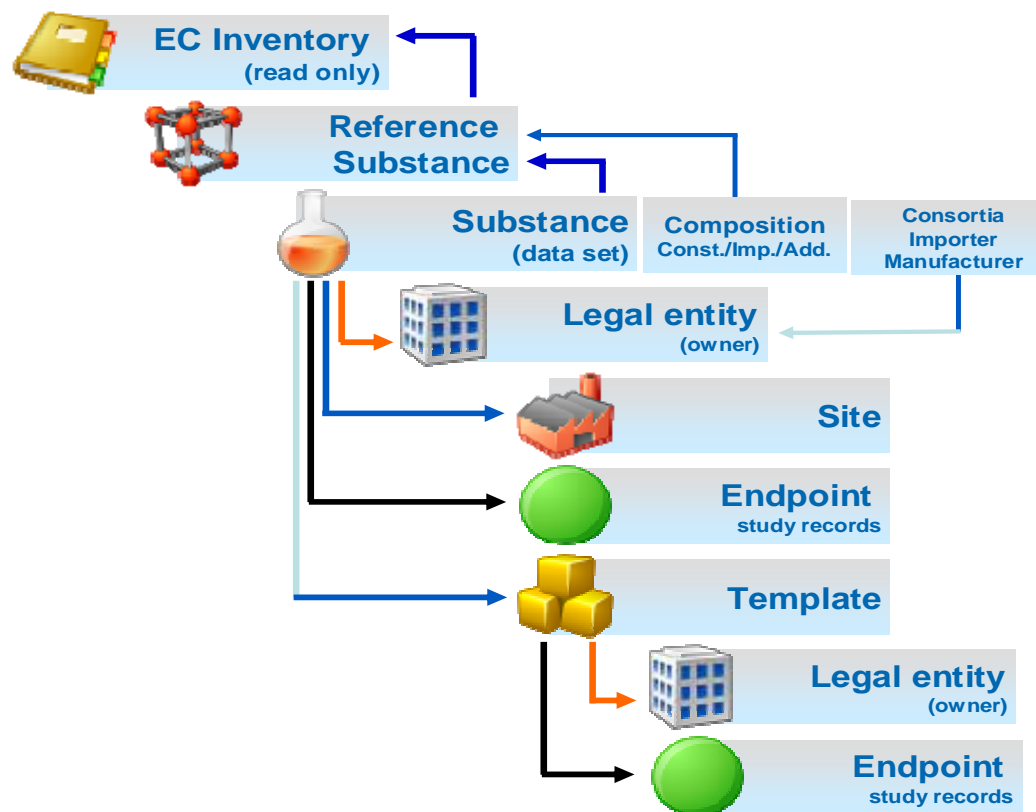 EC Inventory
(read only)
Reference
Substance
Substance
(data set)
Composition
Const./Imp./Add.
Consortia
Importer
Manufacturer
Legal entity
(owner)
Site
Endpoint
study records
Template
Legal entity
(owner)
Endpoint
study records